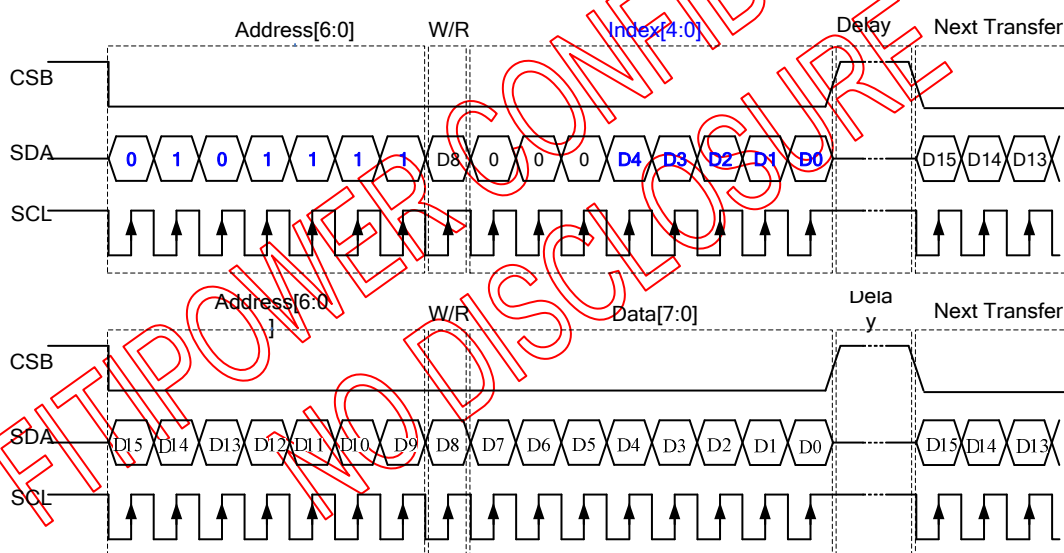 Address[6:0] W/R Index[4:0] Delay Next Transfer
CSB
SDA 0 1 0 1 1 1 1 D8 0 0 0 D4 D3 D2 D1 D0 D15 D14 D13
SCL
Address[6:0
] W/R Data[7:0] Dela
y Next Transfer
CSB
SDA D15 D14 D13 D12 D11 D10 D9 D8 D7 D6 D5 D4 D3 D2 D1 D0 D15 D14 D13
SCL
FITIPOWER CONFID
NO DISCLOSURE